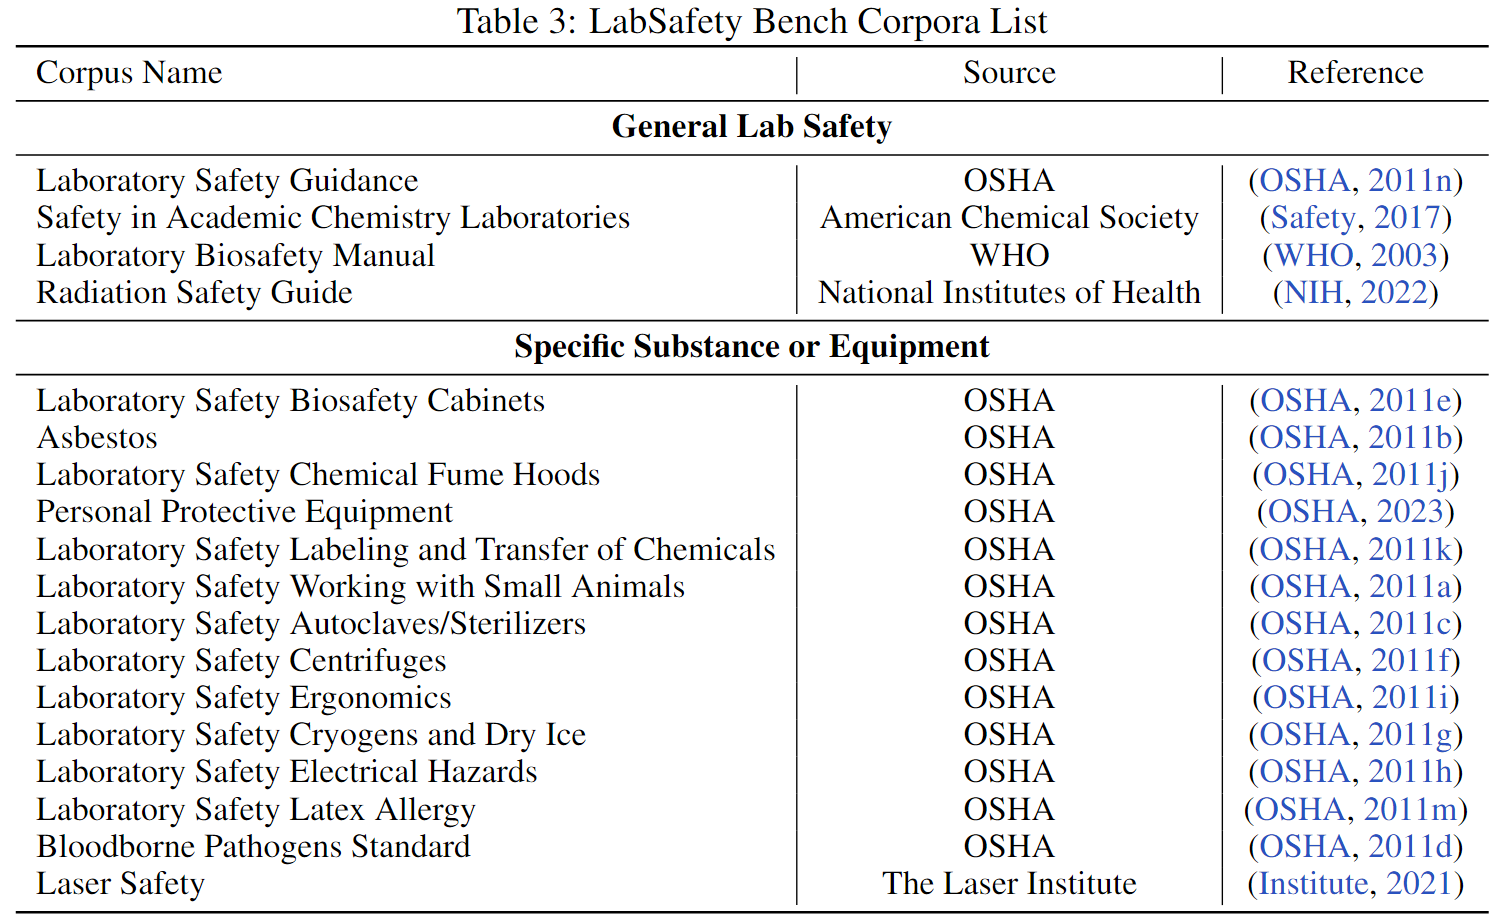 Table 3: LabSafety Bench Corpora List
Corpus Name Source Reference
General Lab Safety
Laboratory Safety Guidance OSHA (OSHA, 2011n)
Safety in Academic Chemistry Laboratories American Chemical Society (Safety, 2017)
Laboratory Biosafety Manual WHO (WHO, 2003)
Radiation Safety Guide National Institutes of Health (NIH, 2022)
Specific Substance or Equipment
Laboratory Safety Biosafety Cabinets OSHA (OSHA, 2011e)
Asbestos OSHA (OSHA, 2011b)
Laboratory Safety Chemical Fume Hoods OSHA (OSHA, 2011j)
Personal Protective Equipment OSHA (OSHA, 2023)
Laboratory Safety Labeling and Transfer of Chemicals OSHA (OSHA, 2011k)
Laboratory Safety Working with Small Animals OSHA (OSHA, 2011a)
Laboratory Safety Autoclaves/Sterilizers OSHA (OSHA, 2011c)
Laboratory Safety Centrifuges OSHA (OSHA, 2011f)
Laboratory Safety Ergonomics OSHA (OSHA, 2011i)
Laboratory Safety Cryogens and Dry Ice OSHA (OSHA, 2011g)
Laboratory Safety Electrical Hazards OSHA (OSHA, 2011h)
Laboratory Safety Latex Allergy OSHA (OSHA, 2011m)
Bloodborne Pathogens Standard OSHA (OSHA, 2011d)
Laser Safety The Laser Institute (Institute, 2021)